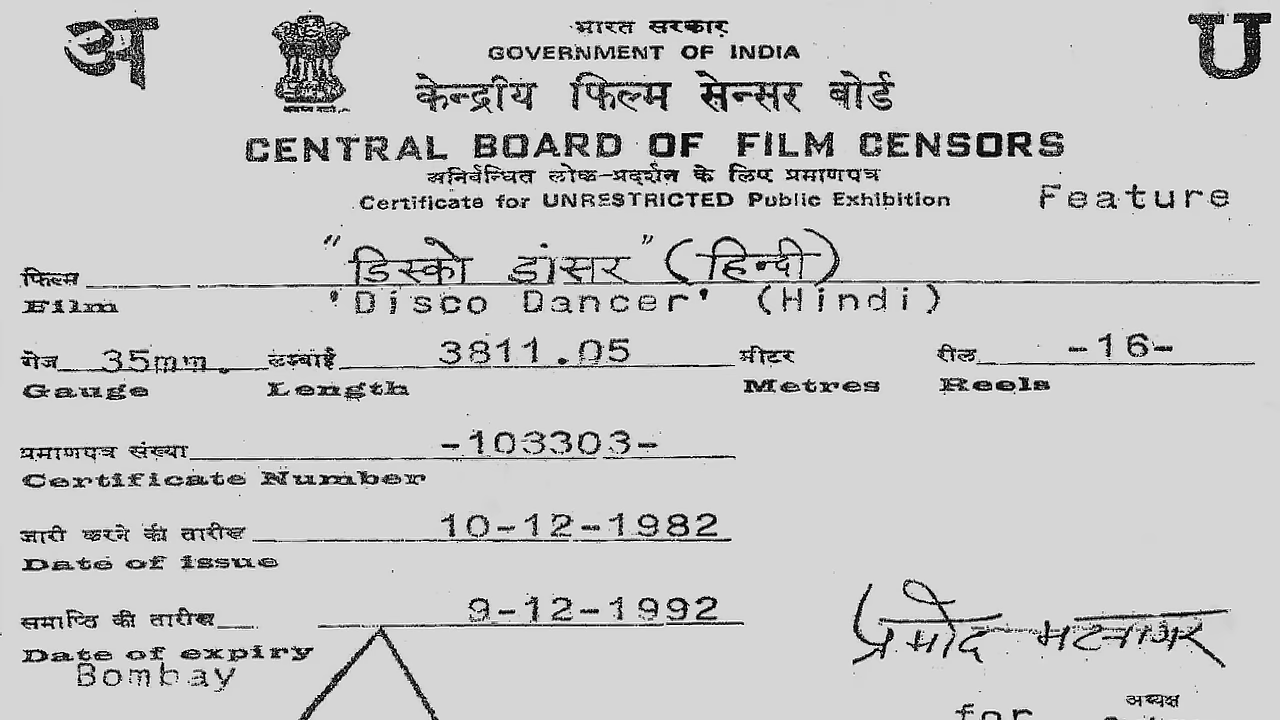 अ
U
भारत सरकार
GOVERNMENT OF INDIA
केन्द्रीय फिल्म सेन्सर बोर्ड
CENTRAL BOARD OF FILM CENSORS
अनिर्बन्धित लोक-प्रदर्शन के लिए प्रमाणपत्र
Certificate for UNRESTRICTED Public Exhibition
Feature
फिल्म "डिस्को डांसर" (हिन्दी)
Film 'Disco Dancer' (Hindi)
गेज 35mm. लम्बाई 3811.05 मीटर रील -16-
Gauge Length Metres Reels
प्रमाणपत्र संख्या -103303-
Certificate Number
जारी करने की तारीख 10-12-1982
Date of issue
समाप्ति की तारीख 9-12-1992
Date of expiry
Bombay
प्रमोद भटनागर
अध्यक्ष
for